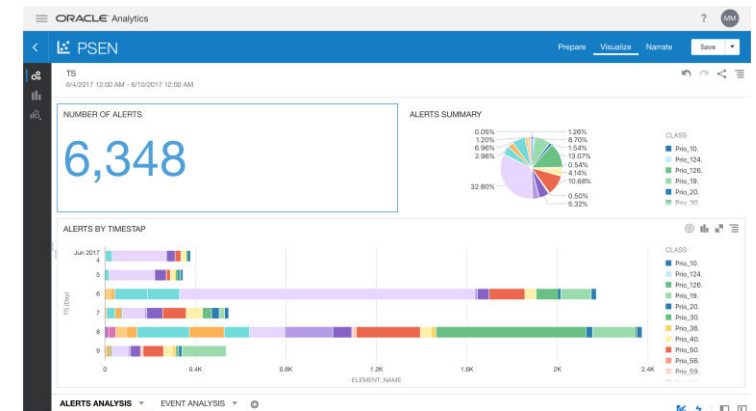 ORACLE Analytics
?
MM
PSEN
Prepare
Visualize
Narrate
Save
TS
6/4/2017 12:00 AM - 6/10/2017 12:00 AM
NUMBER OF ALERTS
6,348
ALERTS SUMMARY
0.05%
1.20%
6.96%
2.96%
32.80%
1.26%
8.70%
1.54%
13.07%
0.54%
4.14%
10.68%
0.50%
5.32%
CLASS
Prio_10.
Prio_124.
Prio_126.
Prio_19.
Prio_20.
Prio_30.
ALERTS BY TIMESTAP
TS (Day)
Jun 2017
4
5
6
7
8
9
0
0.4K
0.8K
1.2K
1.6K
2K
2.4K
ELEMENT_NAME
CLASS
Prio_10.
Prio_124.
Prio_126.
Prio_19.
Prio_20.
Prio_30.
Prio_36.
Prio_40.
Prio_50.
Prio_56.
Prio_59.
ALERTS ANALYSIS
EVENT ANALYSIS